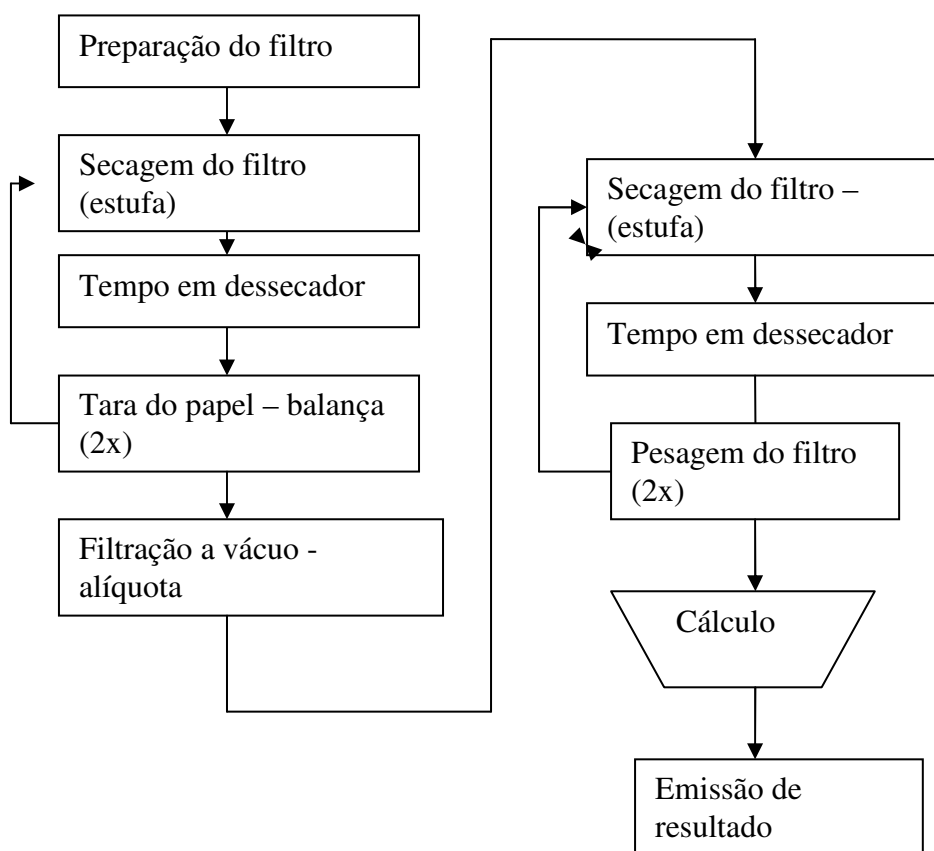 Preparação do filtro
Secagem do filtro
(estufa)
Tempo em dessecador
Tara do papel – balança
(2x)
Filtração a vácuo -
alíquota
Secagem do filtro –
(estufa)
Tempo em dessecador
Pesagem do filtro
(2x)
Cálculo
Emissão de
resultado